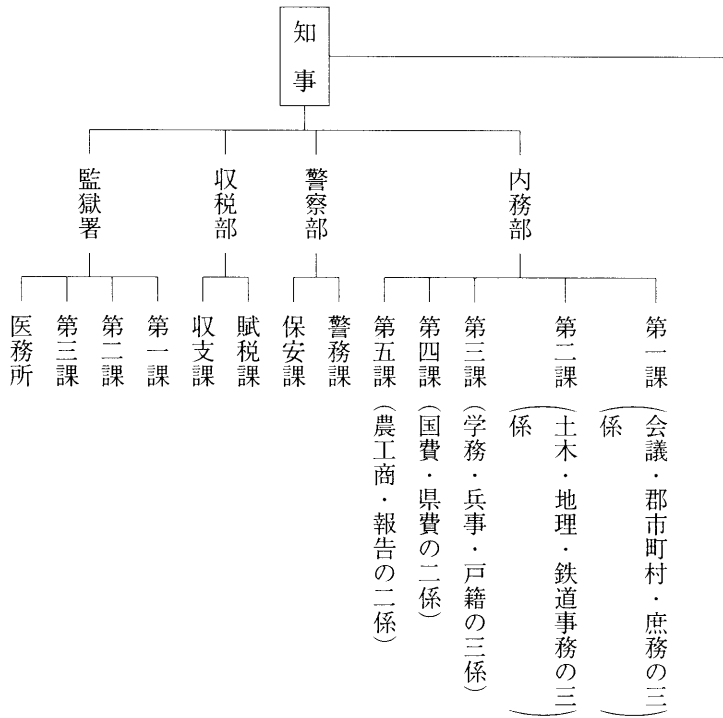 知事
内務部
警察部
収税部
監獄署
第一課（会議・郡市町村・庶務の三
係）
第二課（土木・地理・鉄道事務の三
係）
第三課（学務・兵事・戸籍の三係）
第四課（国費・県費の二係）
第五課（農工商・報告の二係）
警務課
保安課
賦税課
収支課
第一課
第二課
第三課
医務所